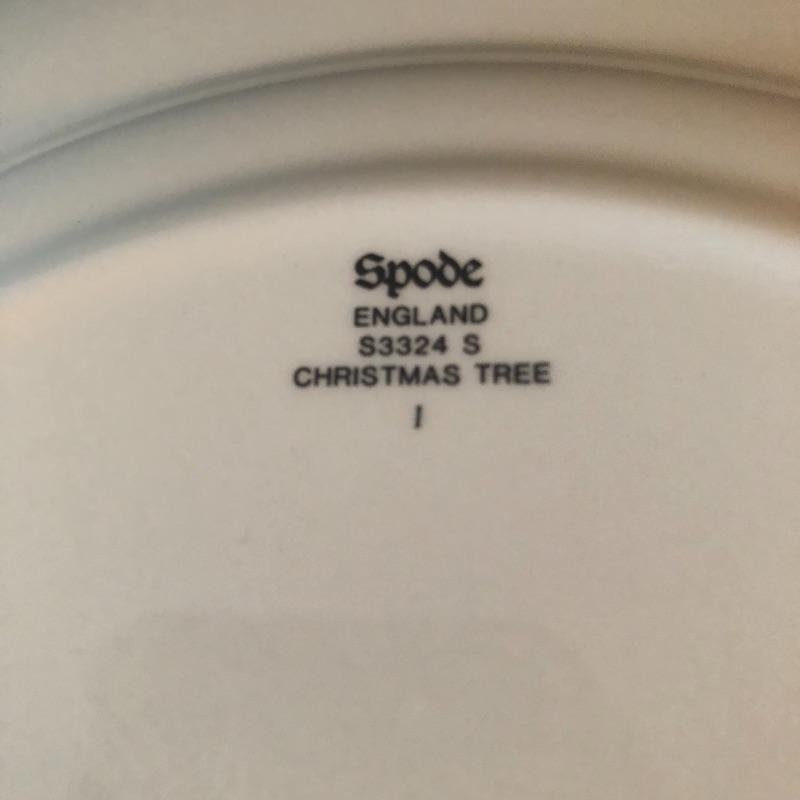 Spode
ENGLAND
S3324 S
CHRISTMAS TREE
I